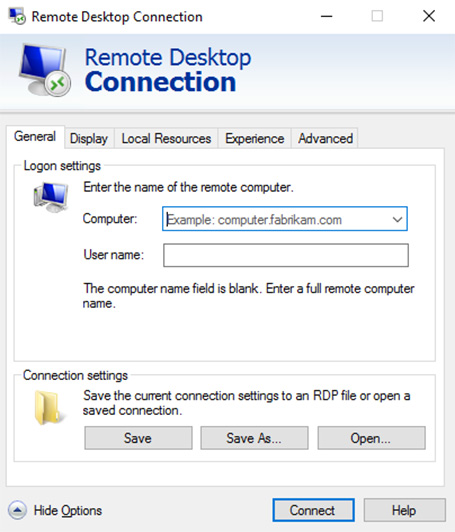 Remote Desktop Connection
Remote Desktop
Connection
General Display Local Resources Experience Advanced
Logon settings
Enter the name of the remote computer.
Computer: Example: computer.fabrikam.com
User name:
The computer name field is blank. Enter a full remote computer
name.
Connection settings
Save the current connection settings to an RDP file or open a
saved connection.
Save Save As... Open...
Hide Options Connect Help